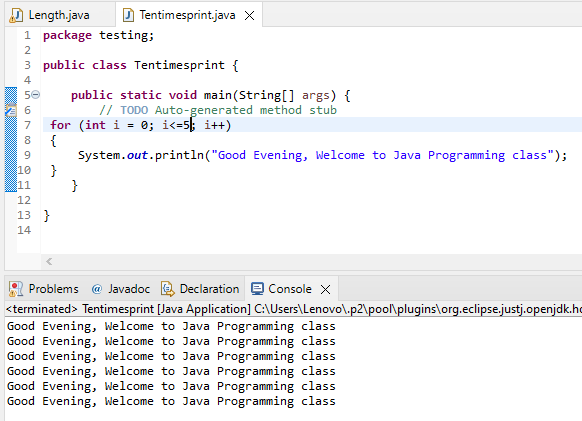 Length.java Tentimesprint.java
1 package testing;
2
3 public class Tentimesprint {
4
5 public static void main(String[] args) {
6 // TODO Auto-generated method stub
7 for (int i = 0; i<=5; i++)
8 {
9 System.out.println("Good Evening, Welcome to Java Programming class");
10 }
11 }
12
13 }
14
Problems @ Javadoc Declaration Console
<terminated> Tentimesprint [Java Application] C:\Users\Lenovo\.p2\pool\plugins\org.eclipse.justj.openjdk.ho
Good Evening, Welcome to Java Programming class
Good Evening, Welcome to Java Programming class
Good Evening, Welcome to Java Programming class
Good Evening, Welcome to Java Programming class
Good Evening, Welcome to Java Programming class
Good Evening, Welcome to Java Programming class